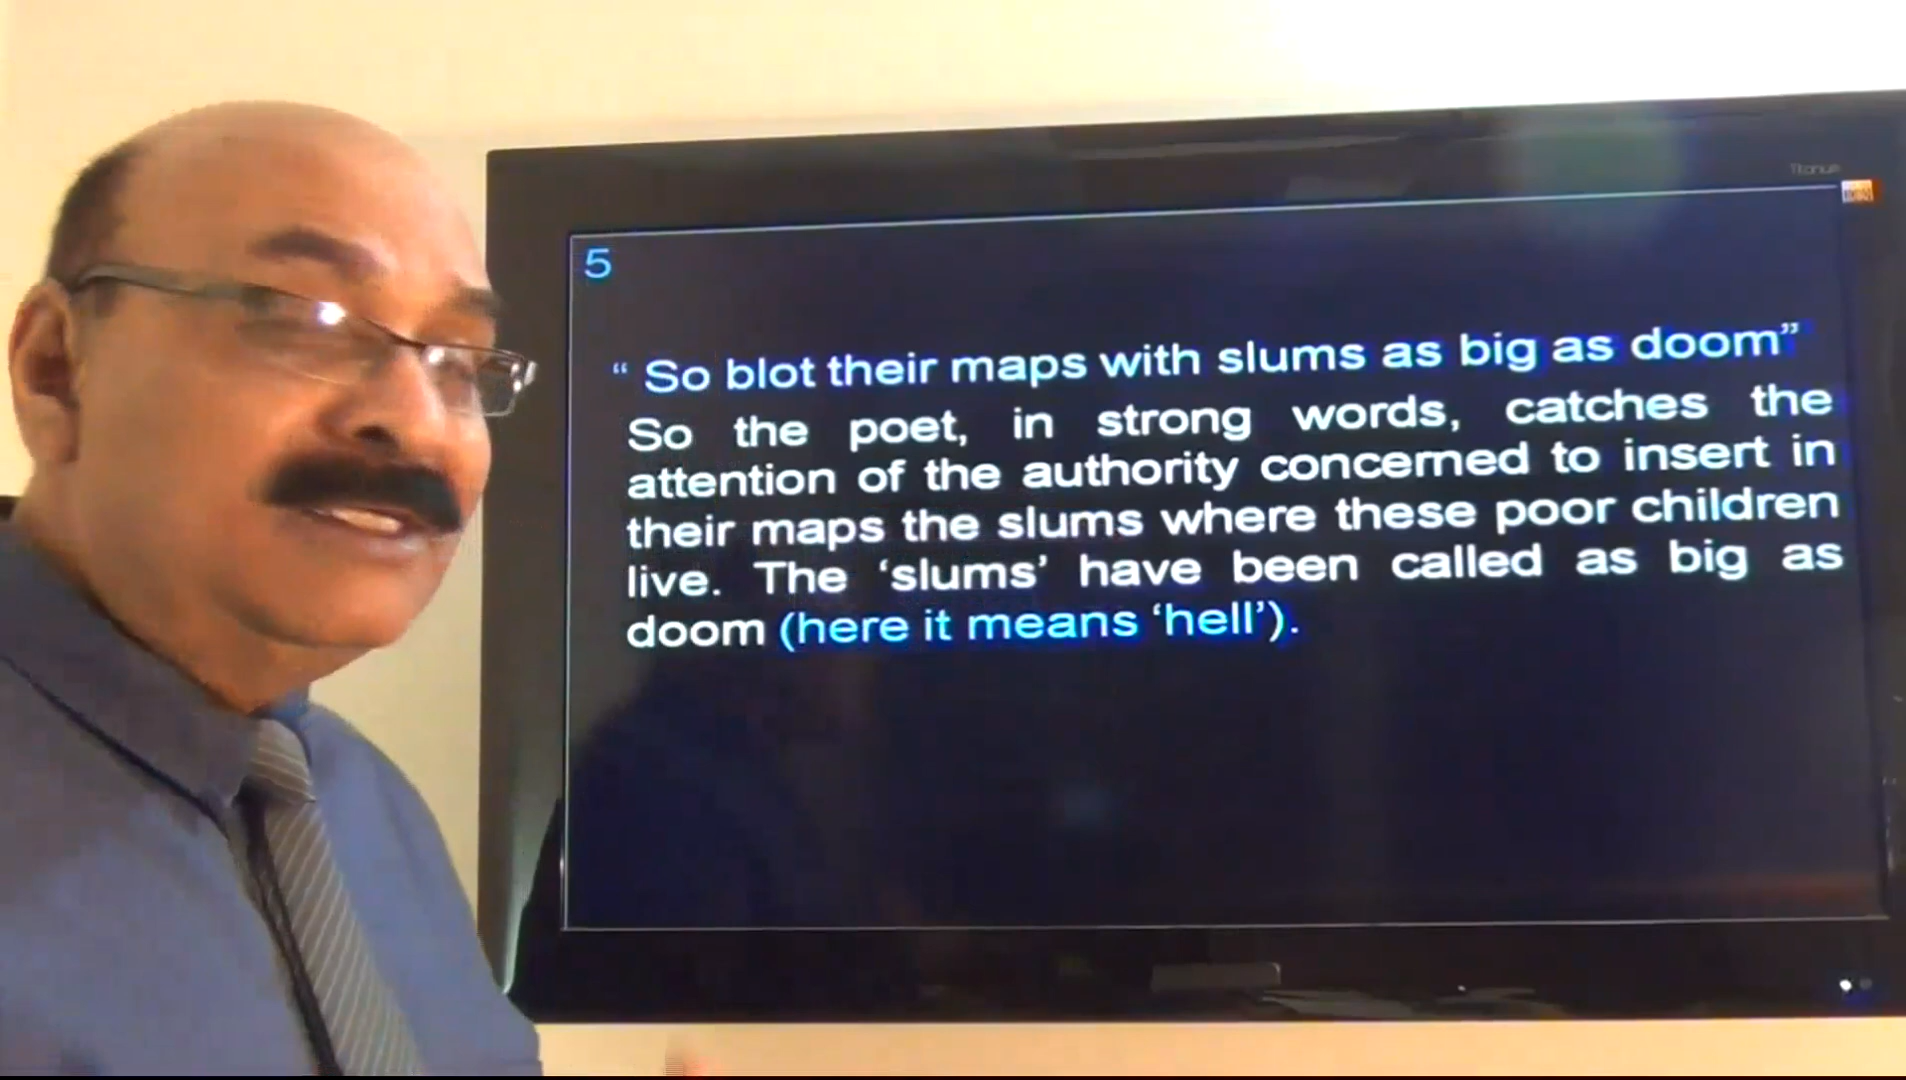 Titanium
5
“ So blot their maps with slums as big as doom”
So the poet, in strong words, catches the
attention of the authority concerned to insert in
their maps the slums where these poor children
live. The ‘slums’ have been called as big as
doom (here it means ‘hell’).